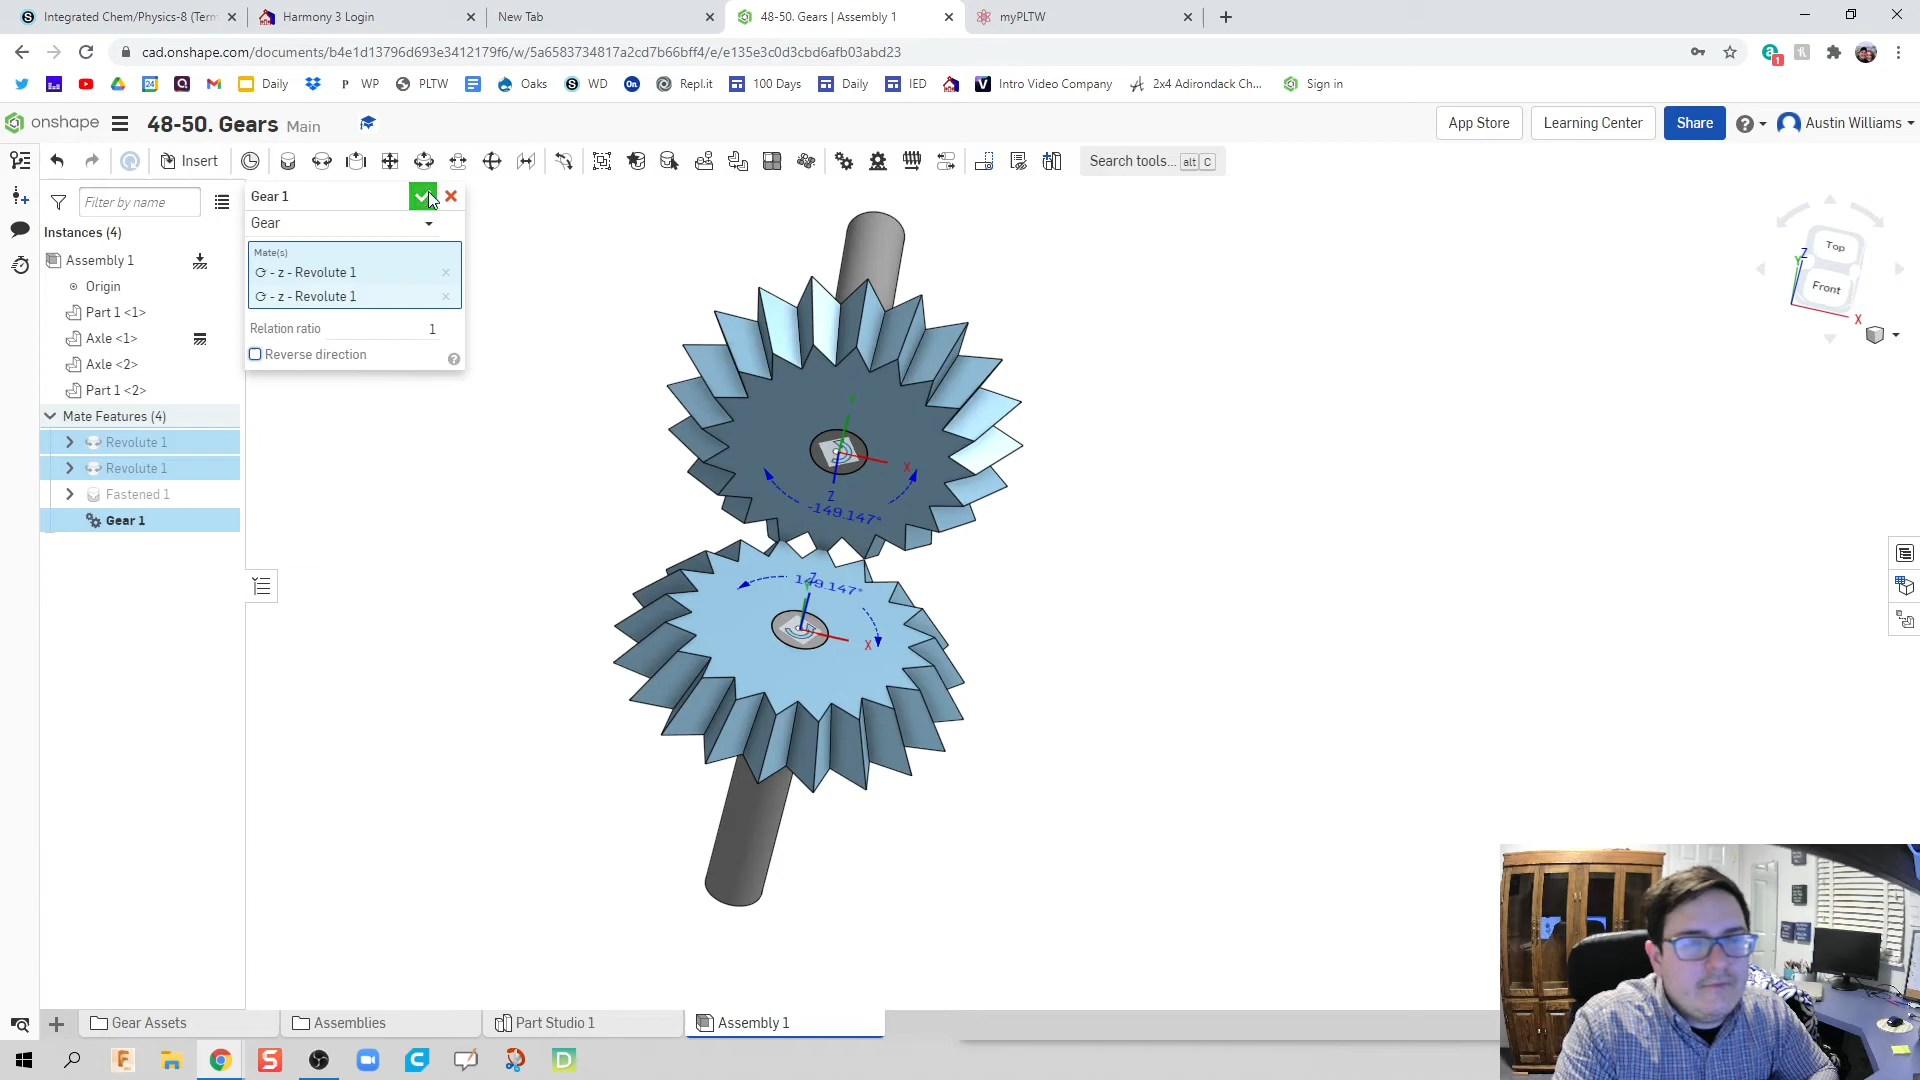 Integrated Chem/Physics-8 (Term
Harmony 3 Login
New Tab
48-50. Gears | Assembly 1
myPLTW
cad.onshape.com/documents/b4e1d13796d693e3412179f6/w/5a6583734817a2cd7b66bff4/e/e135e3c0d3cbd6afb03abd23
Daily
WP
PLTW
Oaks
WD
Repl.it
100 Days
Daily
IED
Intro Video Company
2x4 Adirondack Ch...
Sign in
onshape
48-50. Gears Main
App Store
Learning Center
Share
Austin Williams
Insert
Search tools... alt C
Filter by name
Instances (4)
Assembly 1
Origin
Part 1 <1>
Axle <1>
Axle <2>
Part 1 <2>
Mate Features (4)
Revolute 1
Revolute 1
Fastened 1
Gear 1
Gear 1
Gear
Mate(s)
- z - Revolute 1
- z - Revolute 1
Relation ratio 1
Reverse direction
Y
X
Z
-149.147°
149.147°
Z
Y
X
Top
Front
Z
Y
X
Gear Assets
Assemblies
Part Studio 1
Assembly 1